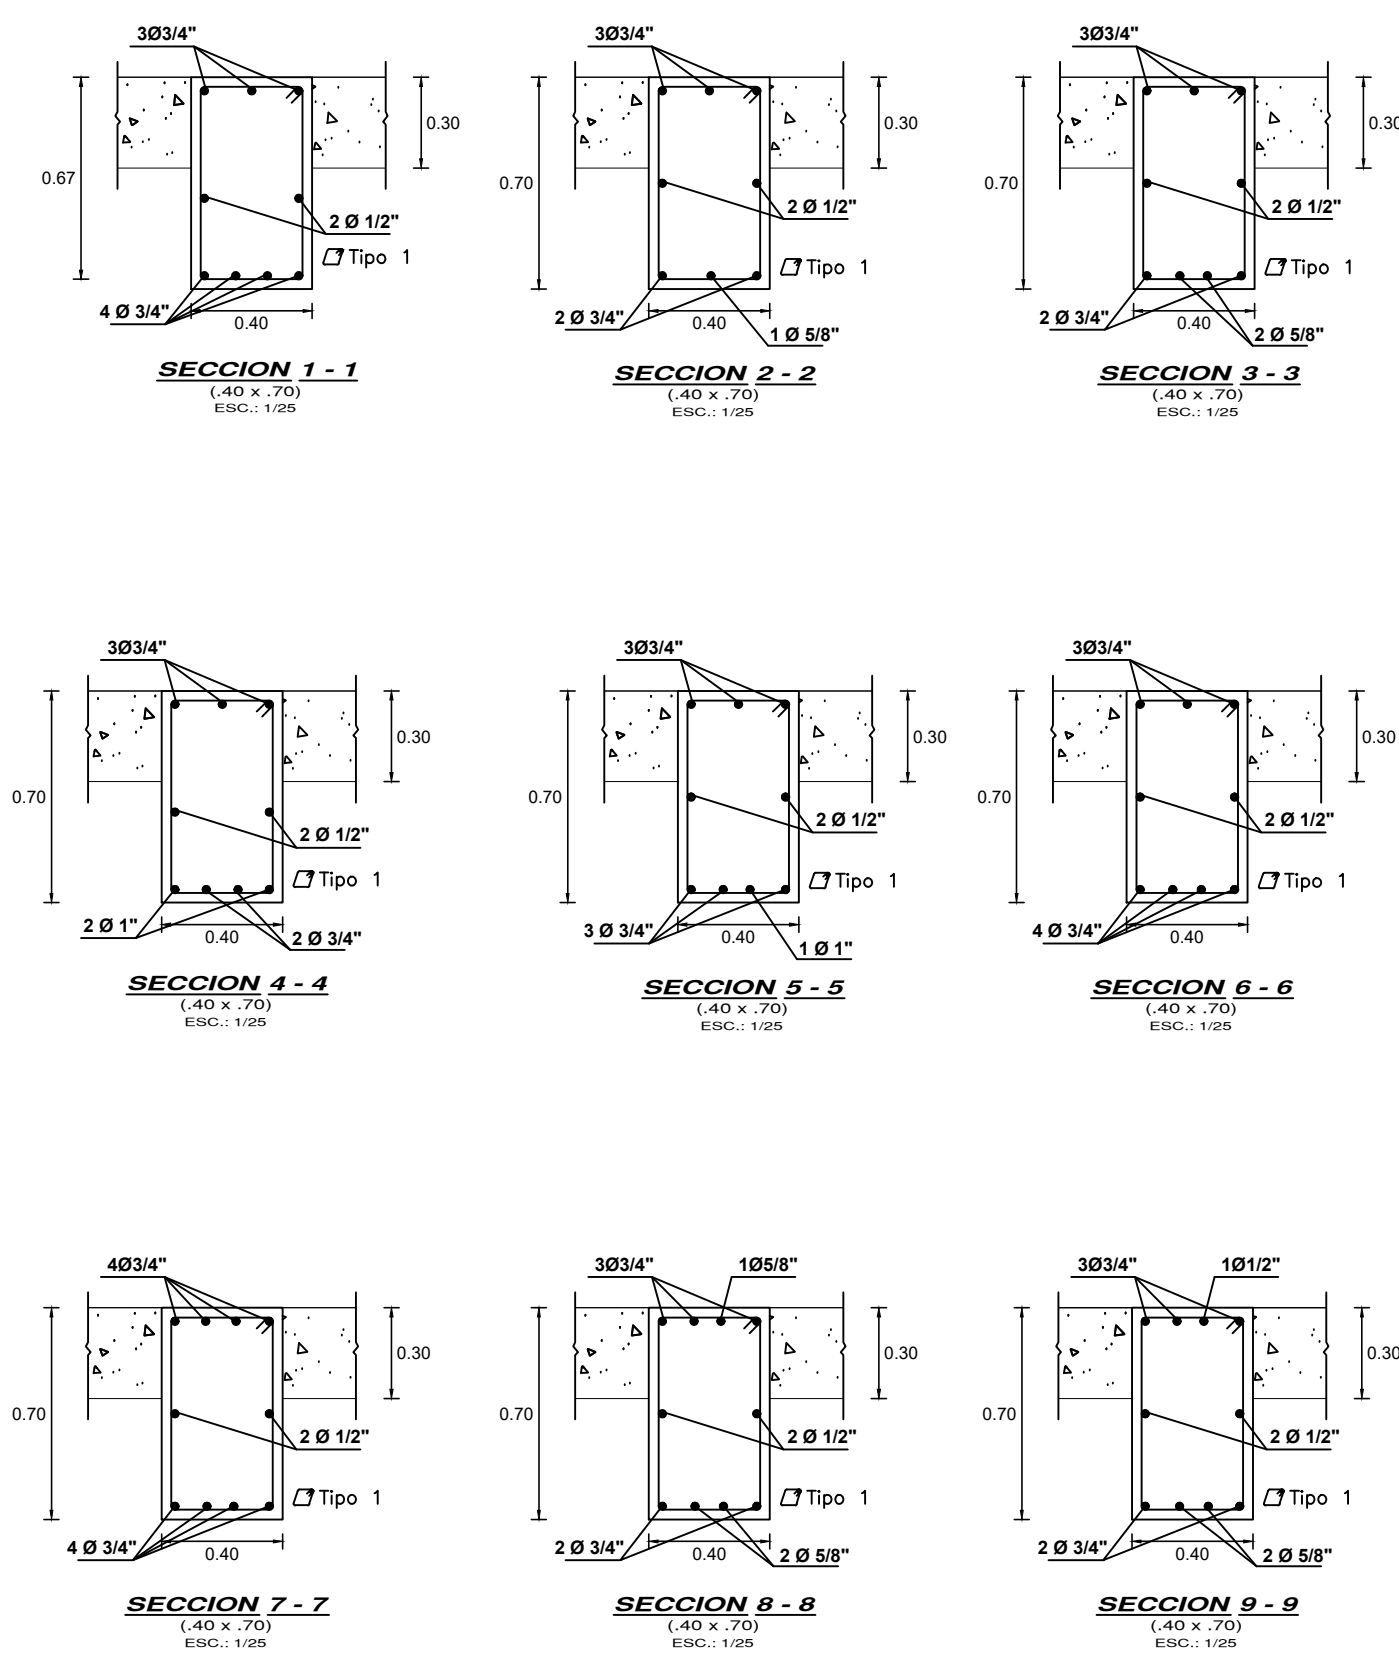 3Ø3/4"
0.30
0.67
2 Ø 1/2"
Tipo 1
4 Ø 3/4"
0.40
SECCION 1 - 1
(.40 x .70)
ESC.: 1/25
3Ø3/4"
0.30
0.70
2 Ø 1/2"
Tipo 1
2 Ø 3/4"
0.40
1 Ø 5/8"
SECCION 2 - 2
(.40 x .70)
ESC.: 1/25
3Ø3/4"
0.30
0.70
2 Ø 1/2"
Tipo 1
2 Ø 3/4"
0.40
2 Ø 5/8"
SECCION 3 - 3
(.40 x .70)
ESC.: 1/25
3Ø3/4"
0.30
0.70
2 Ø 1/2"
Tipo 1
2 Ø 1"
0.40
2 Ø 3/4"
SECCION 4 - 4
(.40 x .70)
ESC.: 1/25
3Ø3/4"
0.30
0.70
2 Ø 1/2"
Tipo 1
3 Ø 3/4"
0.40
1 Ø 1"
SECCION 5 - 5
(.40 x .70)
ESC.: 1/25
3Ø3/4"
0.30
0.70
2 Ø 1/2"
Tipo 1
4 Ø 3/4"
0.40
SECCION 6 - 6
(.40 x .70)
ESC.: 1/25
4Ø3/4"
0.30
0.70
2 Ø 1/2"
Tipo 1
4 Ø 3/4"
0.40
SECCION 7 - 7
(.40 x .70)
ESC.: 1/25
3Ø3/4"
1Ø5/8"
0.30
0.70
2 Ø 1/2"
Tipo 1
2 Ø 3/4"
0.40
2 Ø 5/8"
SECCION 8 - 8
(.40 x .70)
ESC.: 1/25
3Ø3/4"
1Ø1/2"
0.30
0.70
2 Ø 1/2"
Tipo 1
2 Ø 3/4"
0.40
2 Ø 5/8"
SECCION 9 - 9
(.40 x .70)
ESC.: 1/25